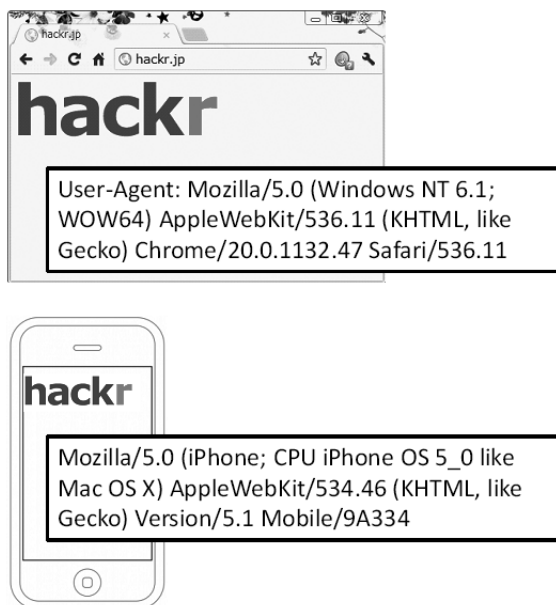 hackr.jp
hackr.jp
hackr
User-Agent: Mozilla/5.0 (Windows NT 6.1;
WOW64) AppleWebKit/536.11 (KHTML, like
Gecko) Chrome/20.0.1132.47 Safari/536.11
hackr
Mozilla/5.0 (iPhone; CPU iPhone OS 5_0 like
Mac OS X) AppleWebKit/534.46 (KHTML, like
Gecko) Version/5.1 Mobile/9A334